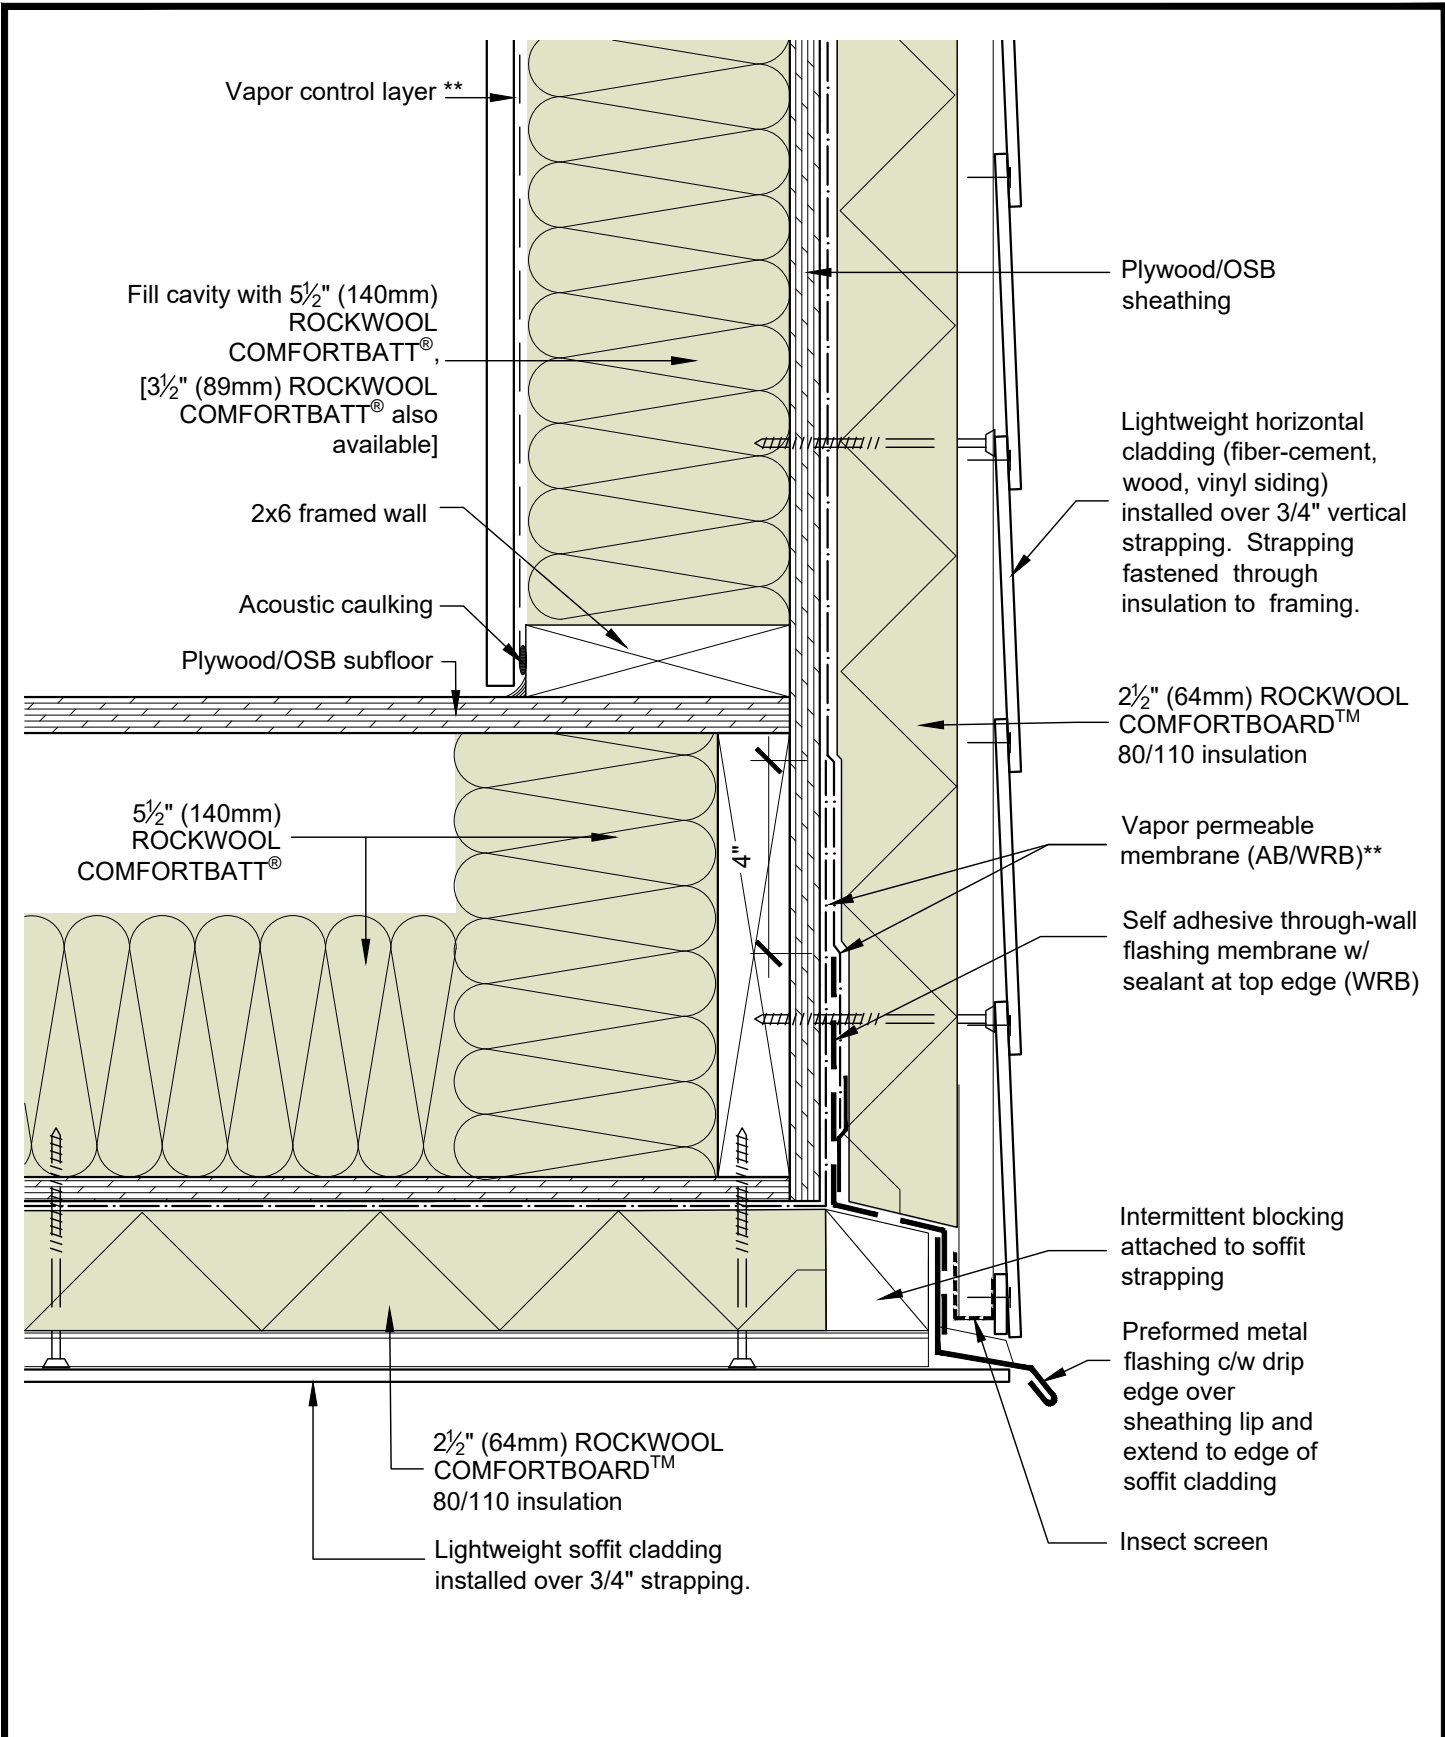 Vapor control layer **
Fill cavity with 5½" (140mm)
ROCKWOOL
COMFORTBATT®,
[3½" (89mm) ROCKWOOL
COMFORTBATT® also
available]
2x6 framed wall
Acoustic caulking
Plywood/OSB subfloor
5½" (140mm)
ROCKWOOL
COMFORTBATT®
4"
Plywood/OSB
sheathing
Lightweight horizontal
cladding (fiber-cement,
wood, vinyl siding)
installed over 3/4" vertical
strapping. Strapping
fastened through
insulation to framing.
2½" (64mm) ROCKWOOL
COMFORTBOARD™
80/110 insulation
Vapor permeable
membrane (AB/WRB)**
Self adhesive through-wall
flashing membrane w/
sealant at top edge (WRB)
Intermittent blocking
attached to soffit
strapping
Preformed metal
flashing c/w drip
edge over
sheathing lip and
extend to edge of
soffit cladding
Insect screen
2½" (64mm) ROCKWOOL
COMFORTBOARD™
80/110 insulation
Lightweight soffit cladding
installed over 3/4" strapping.